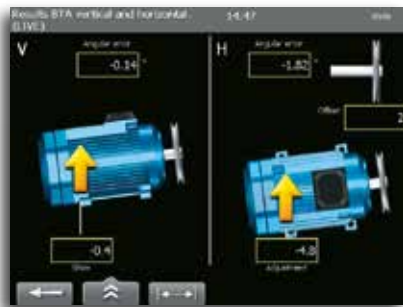 Results BTA vertical and horizontal
(LIVE)
14:47
V
Angular error
-0.14 °
-0.4
Shim
H
Angular error
-1.82 °
Offset
2
-4.8
Adjustment